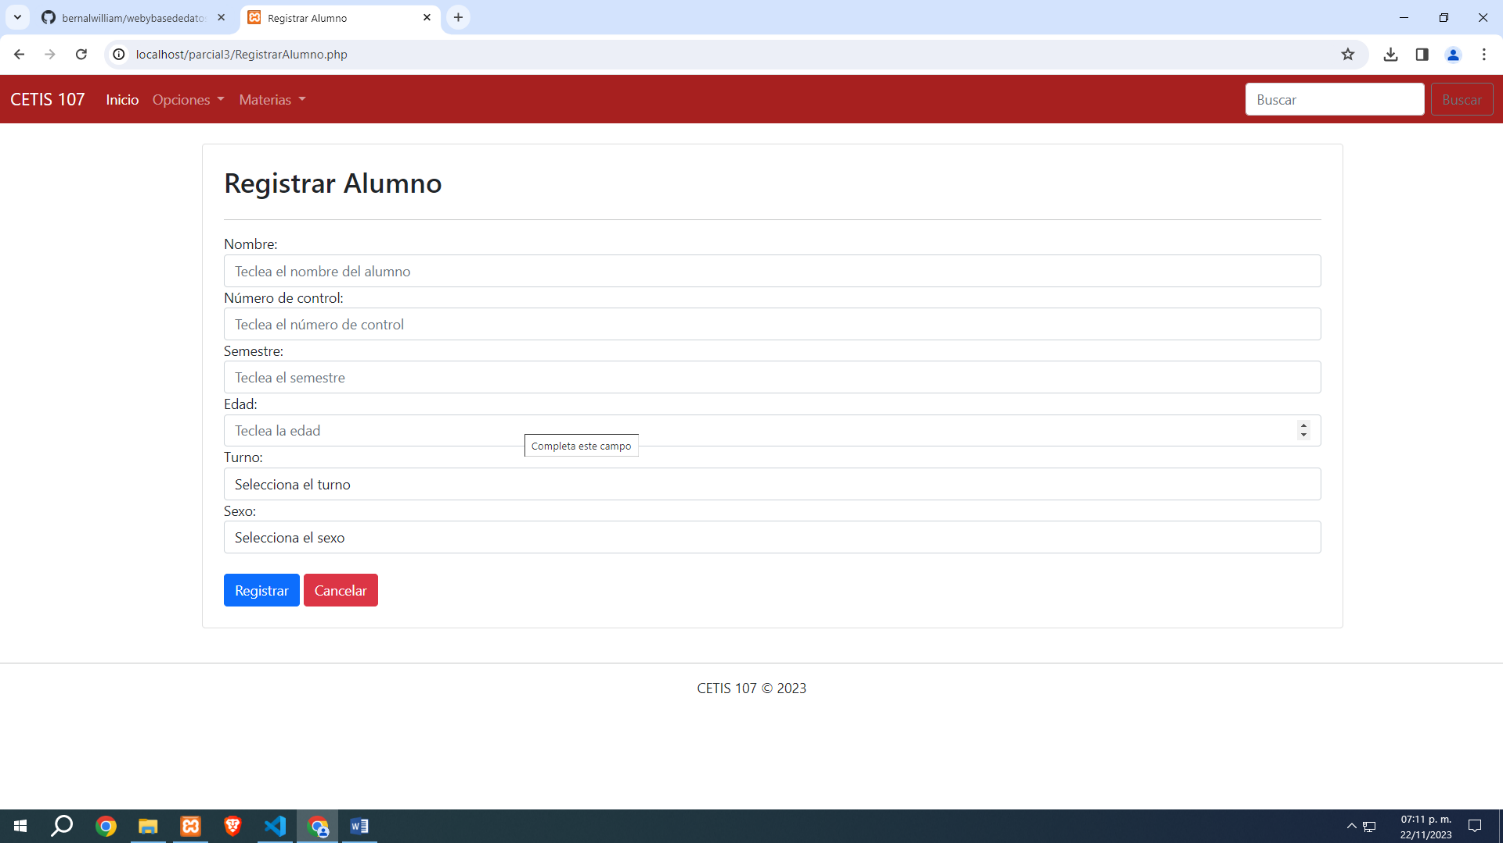 bernalwilliam/webybasededatos
Registrar Alumno
localhost/parcial3/RegistrarAlumno.php
CETIS 107 Inicio Opciones Materias Buscar Buscar
Registrar Alumno
Nombre:
Teclea el nombre del alumno
Número de control:
Teclea el número de control
Semestre:
Teclea el semestre
Edad:
Teclea la edad
Completa este campo
Turno:
Selecciona el turno
Sexo:
Selecciona el sexo
Registrar Cancelar
CETIS 107 © 2023
07:11 p. m.
22/11/2023